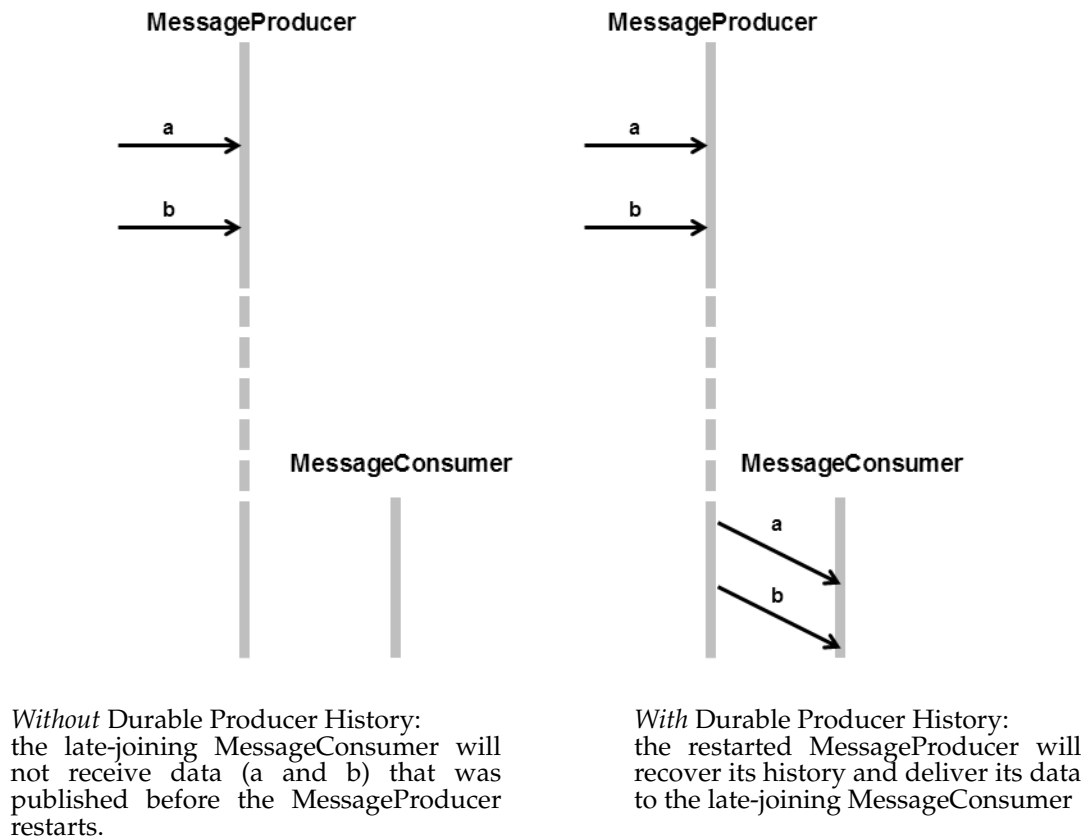 MessageProducer
a
b
MessageConsumer
MessageProducer
a
b
MessageConsumer
a
b
Without Durable Producer History:
the late-joining MessageConsumer will
not receive data (a and b) that was
published before the MessageProducer
restarts.
With Durable Producer History:
the restarted MessageProducer will
recover its history and deliver its data
to the late-joining MessageConsumer